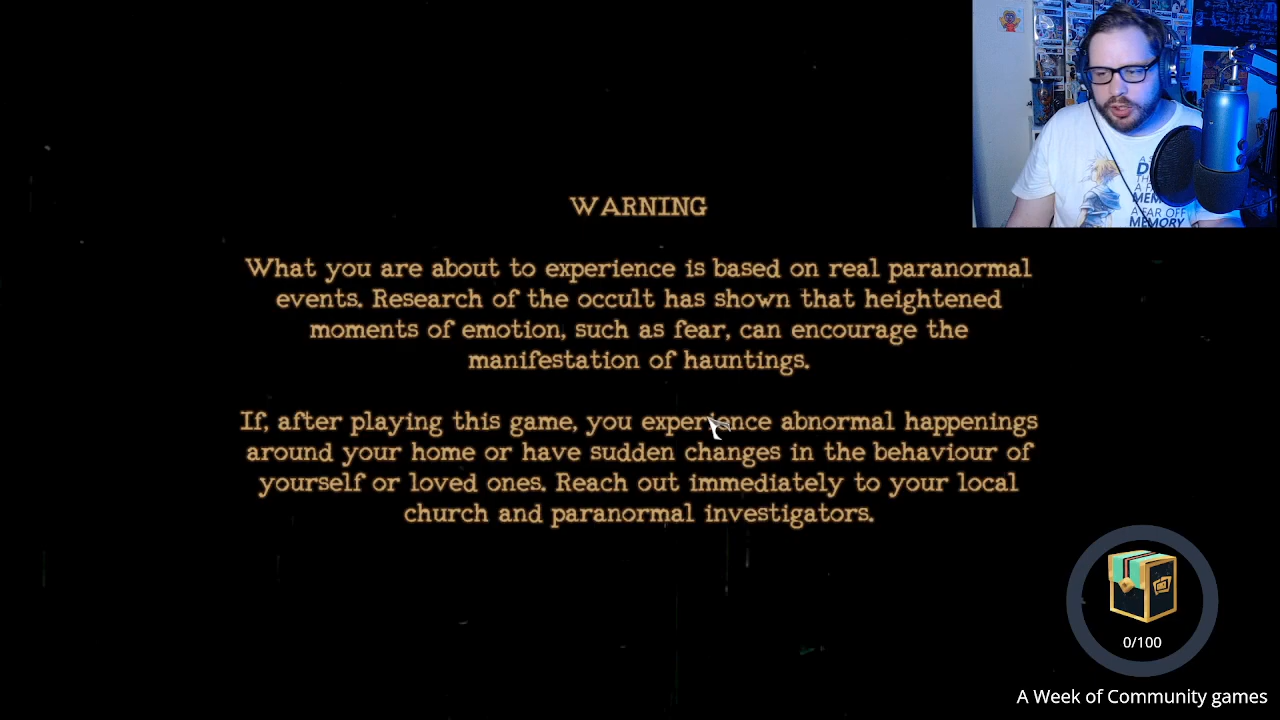 WARNING
What you are about to experience is based on real paranormal
events. Research of the occult has shown that heightened
moments of emotion, such as fear, can encourage the
manifestation of hauntings.
If, after playing this game, you experience abnormal happenings
around your home or have sudden changes in the behaviour of
yourself or loved ones. Reach out immediately to your local
church and paranormal investigators.
A FAR OFF
MEMORY
0/100
A Week of Community games